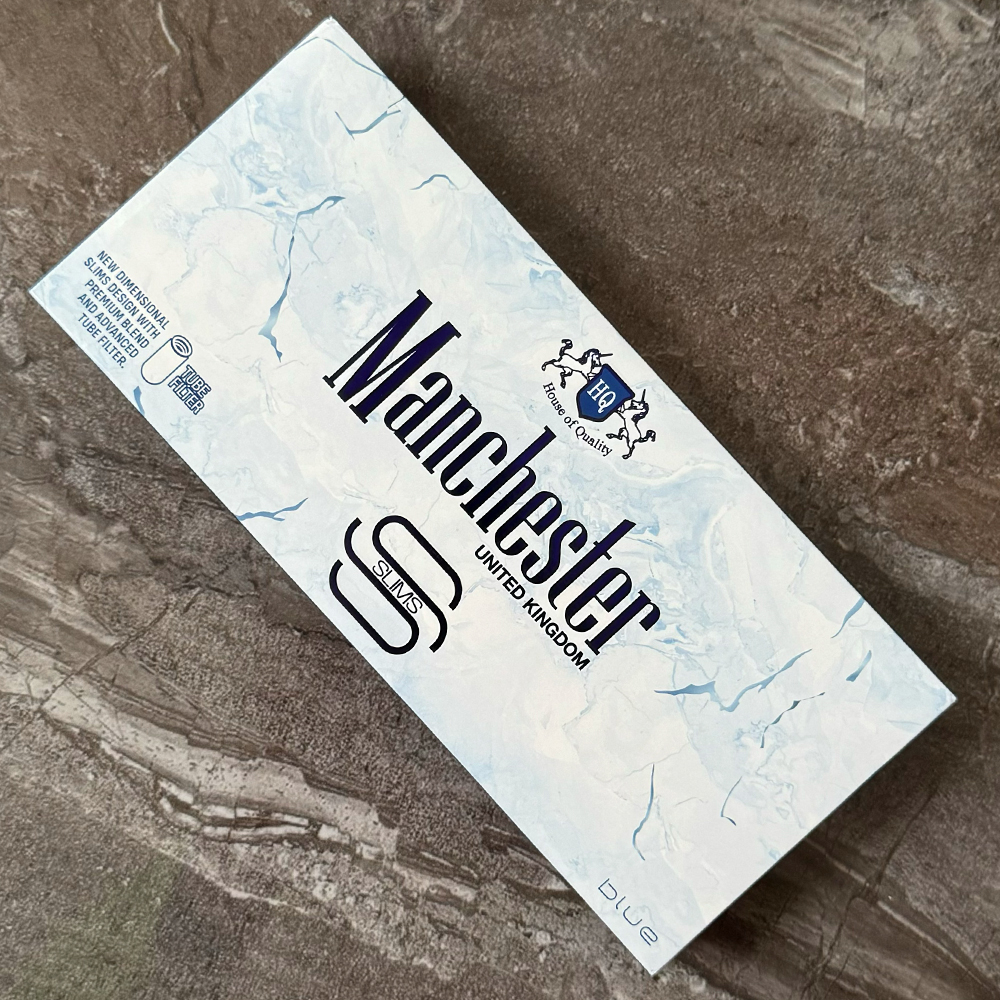 NEW DIMENSIONAL
SLIMS DESIGN WITH
PREMIUM BLEND
AND ADVANCED
TUBE FILTER.
TUBE
FILTER
HQ
House of Quality
Manchester
UNITED KINGDOM
SLIMS
blue